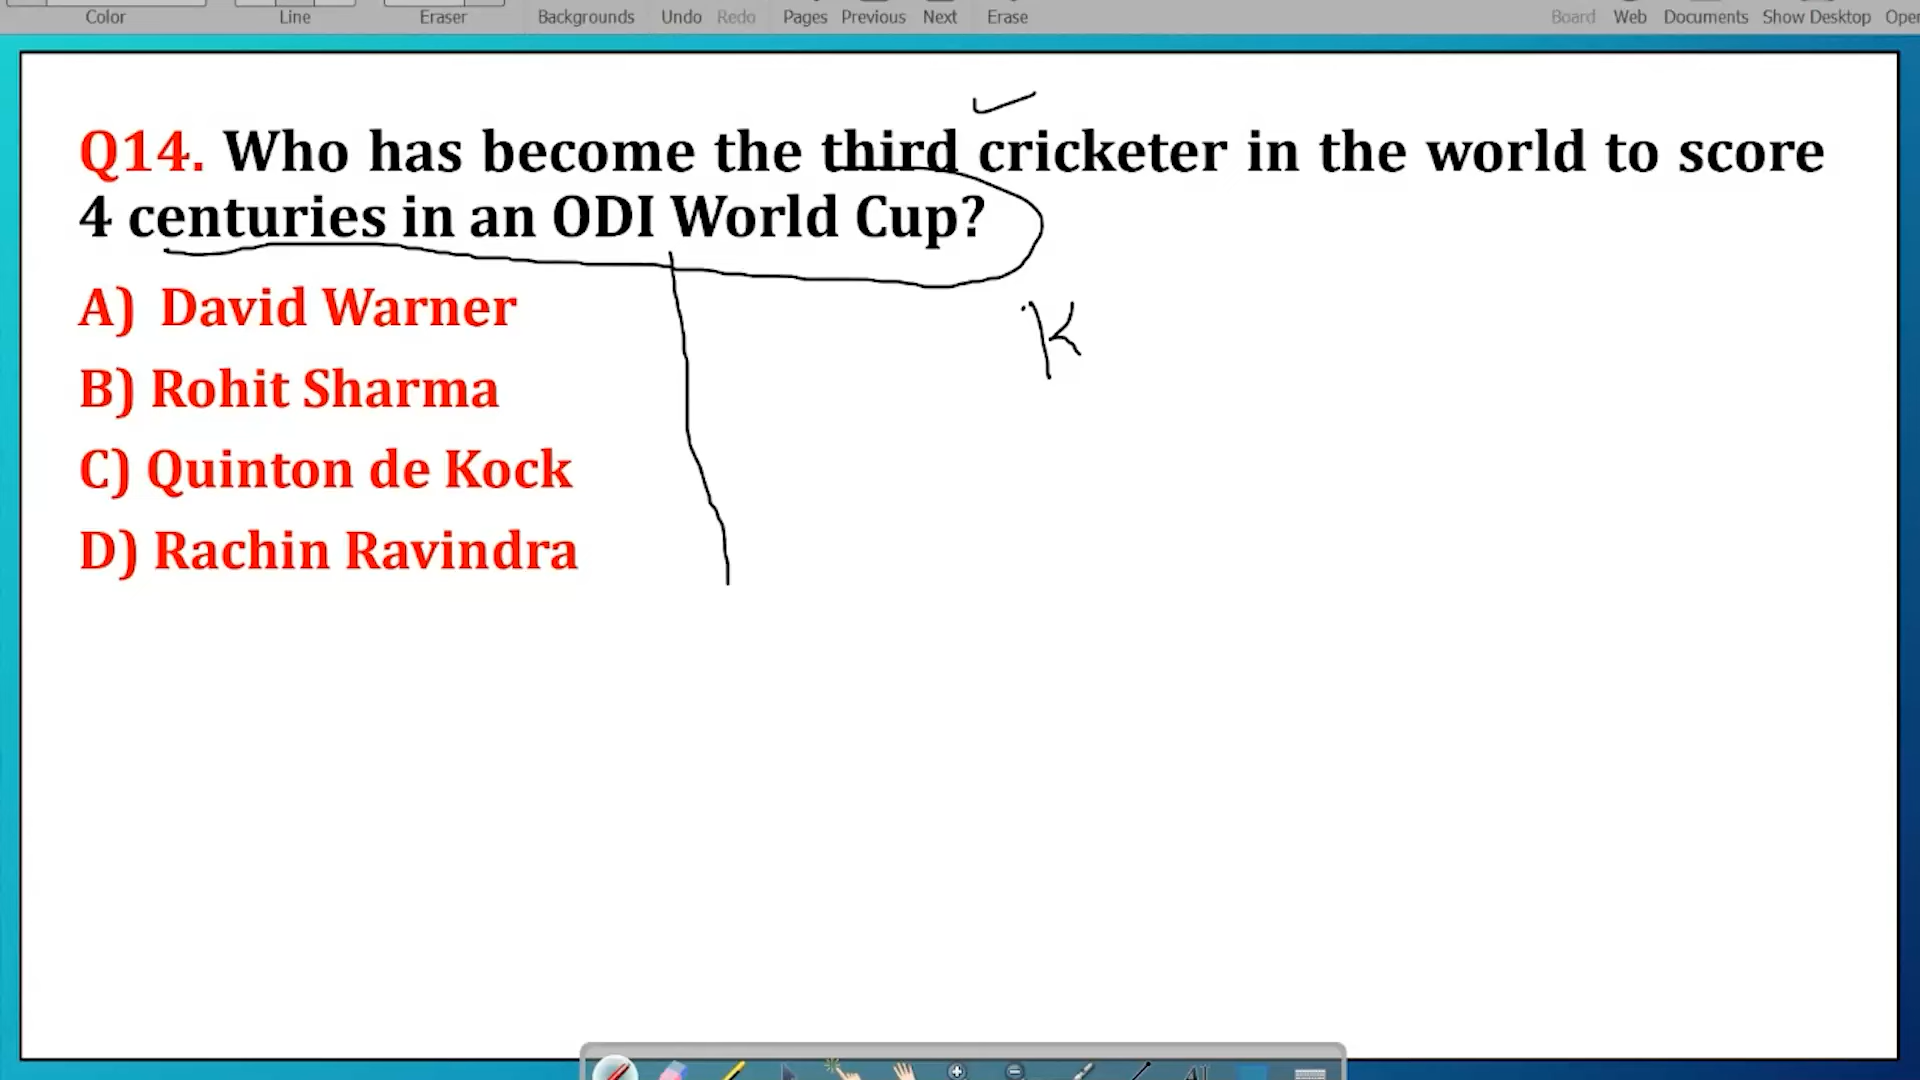 Color Line Eraser Backgrounds Undo Redo Pages Previous Next Erase Board Web Documents Show Desktop
Q14. Who has become the third cricketer in the world to score
4 centuries in an ODI World Cup?
A) David Warner
K
B) Rohit Sharma
C) Quinton de Kock
D) Rachin Ravindra